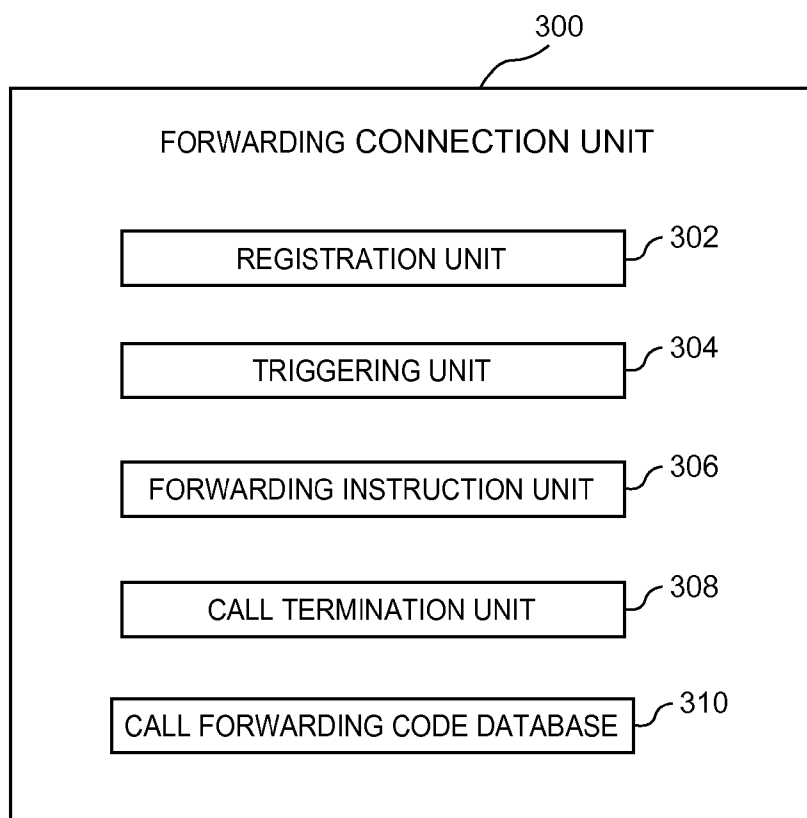 300
FORWARDING CONNECTION UNIT
REGISTRATION UNIT
302
TRIGGERING UNIT
304
FORWARDING INSTRUCTION UNIT
306
CALL TERMINATION UNIT
308
CALL FORWARDING CODE DATABASE
310